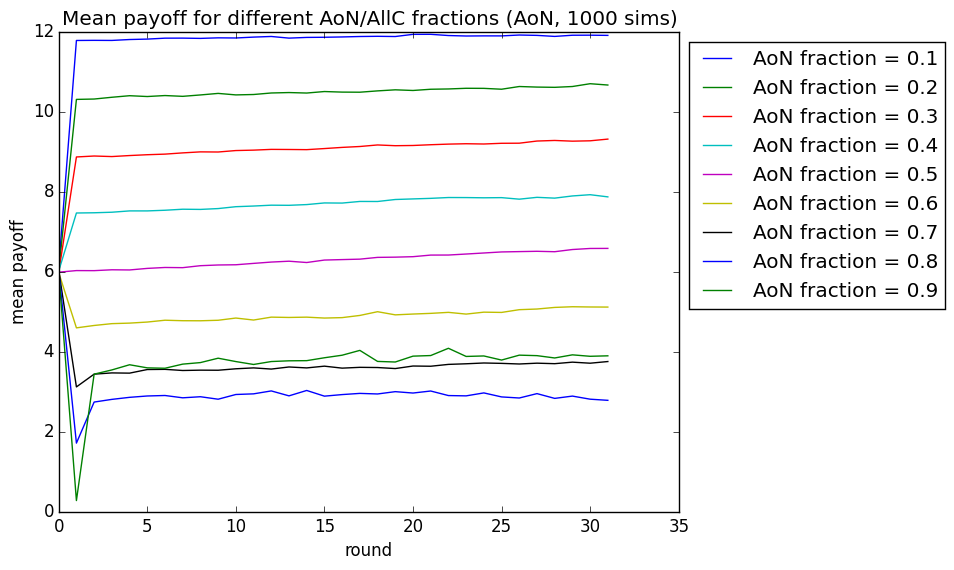 Mean payoff for different AoN/AllC fractions (AoN, 1000 sims)
12
10
8
6
4
2
0
mean payoff
0 5 10 15 20 25 30 35
round
AoN fraction = 0.1
AoN fraction = 0.2
AoN fraction = 0.3
AoN fraction = 0.4
AoN fraction = 0.5
AoN fraction = 0.6
AoN fraction = 0.7
AoN fraction = 0.8
AoN fraction = 0.9